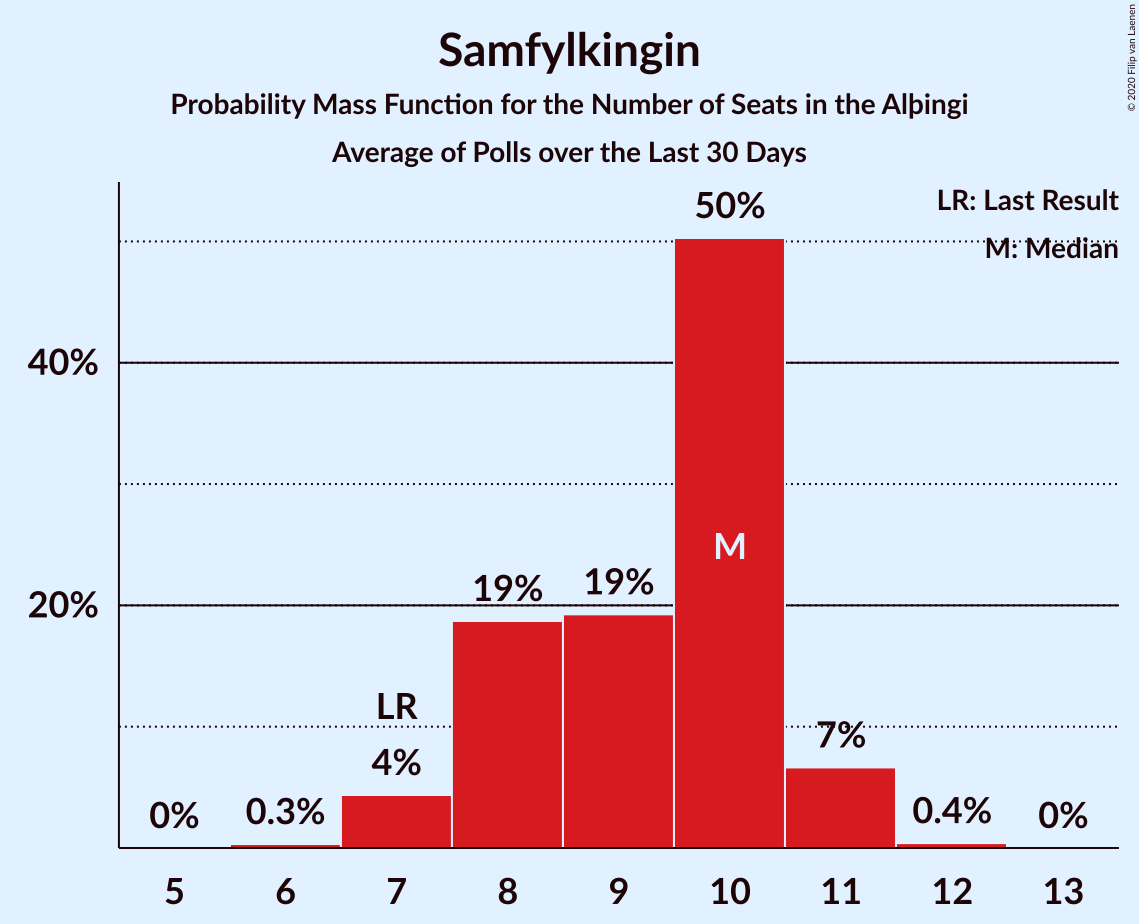 Samfylkingin
Probability Mass Function for the Number of Seats in the Alþingi
Average of Polls over the Last 30 Days
© 2020 Filip van Laenen
LR: Last Result
M: Median
50%
40%
20%
19%
19%
M
LR
4%
7%
0%
0.3%
0.4%
0%
5 6 7 8 9 10 11 12 13